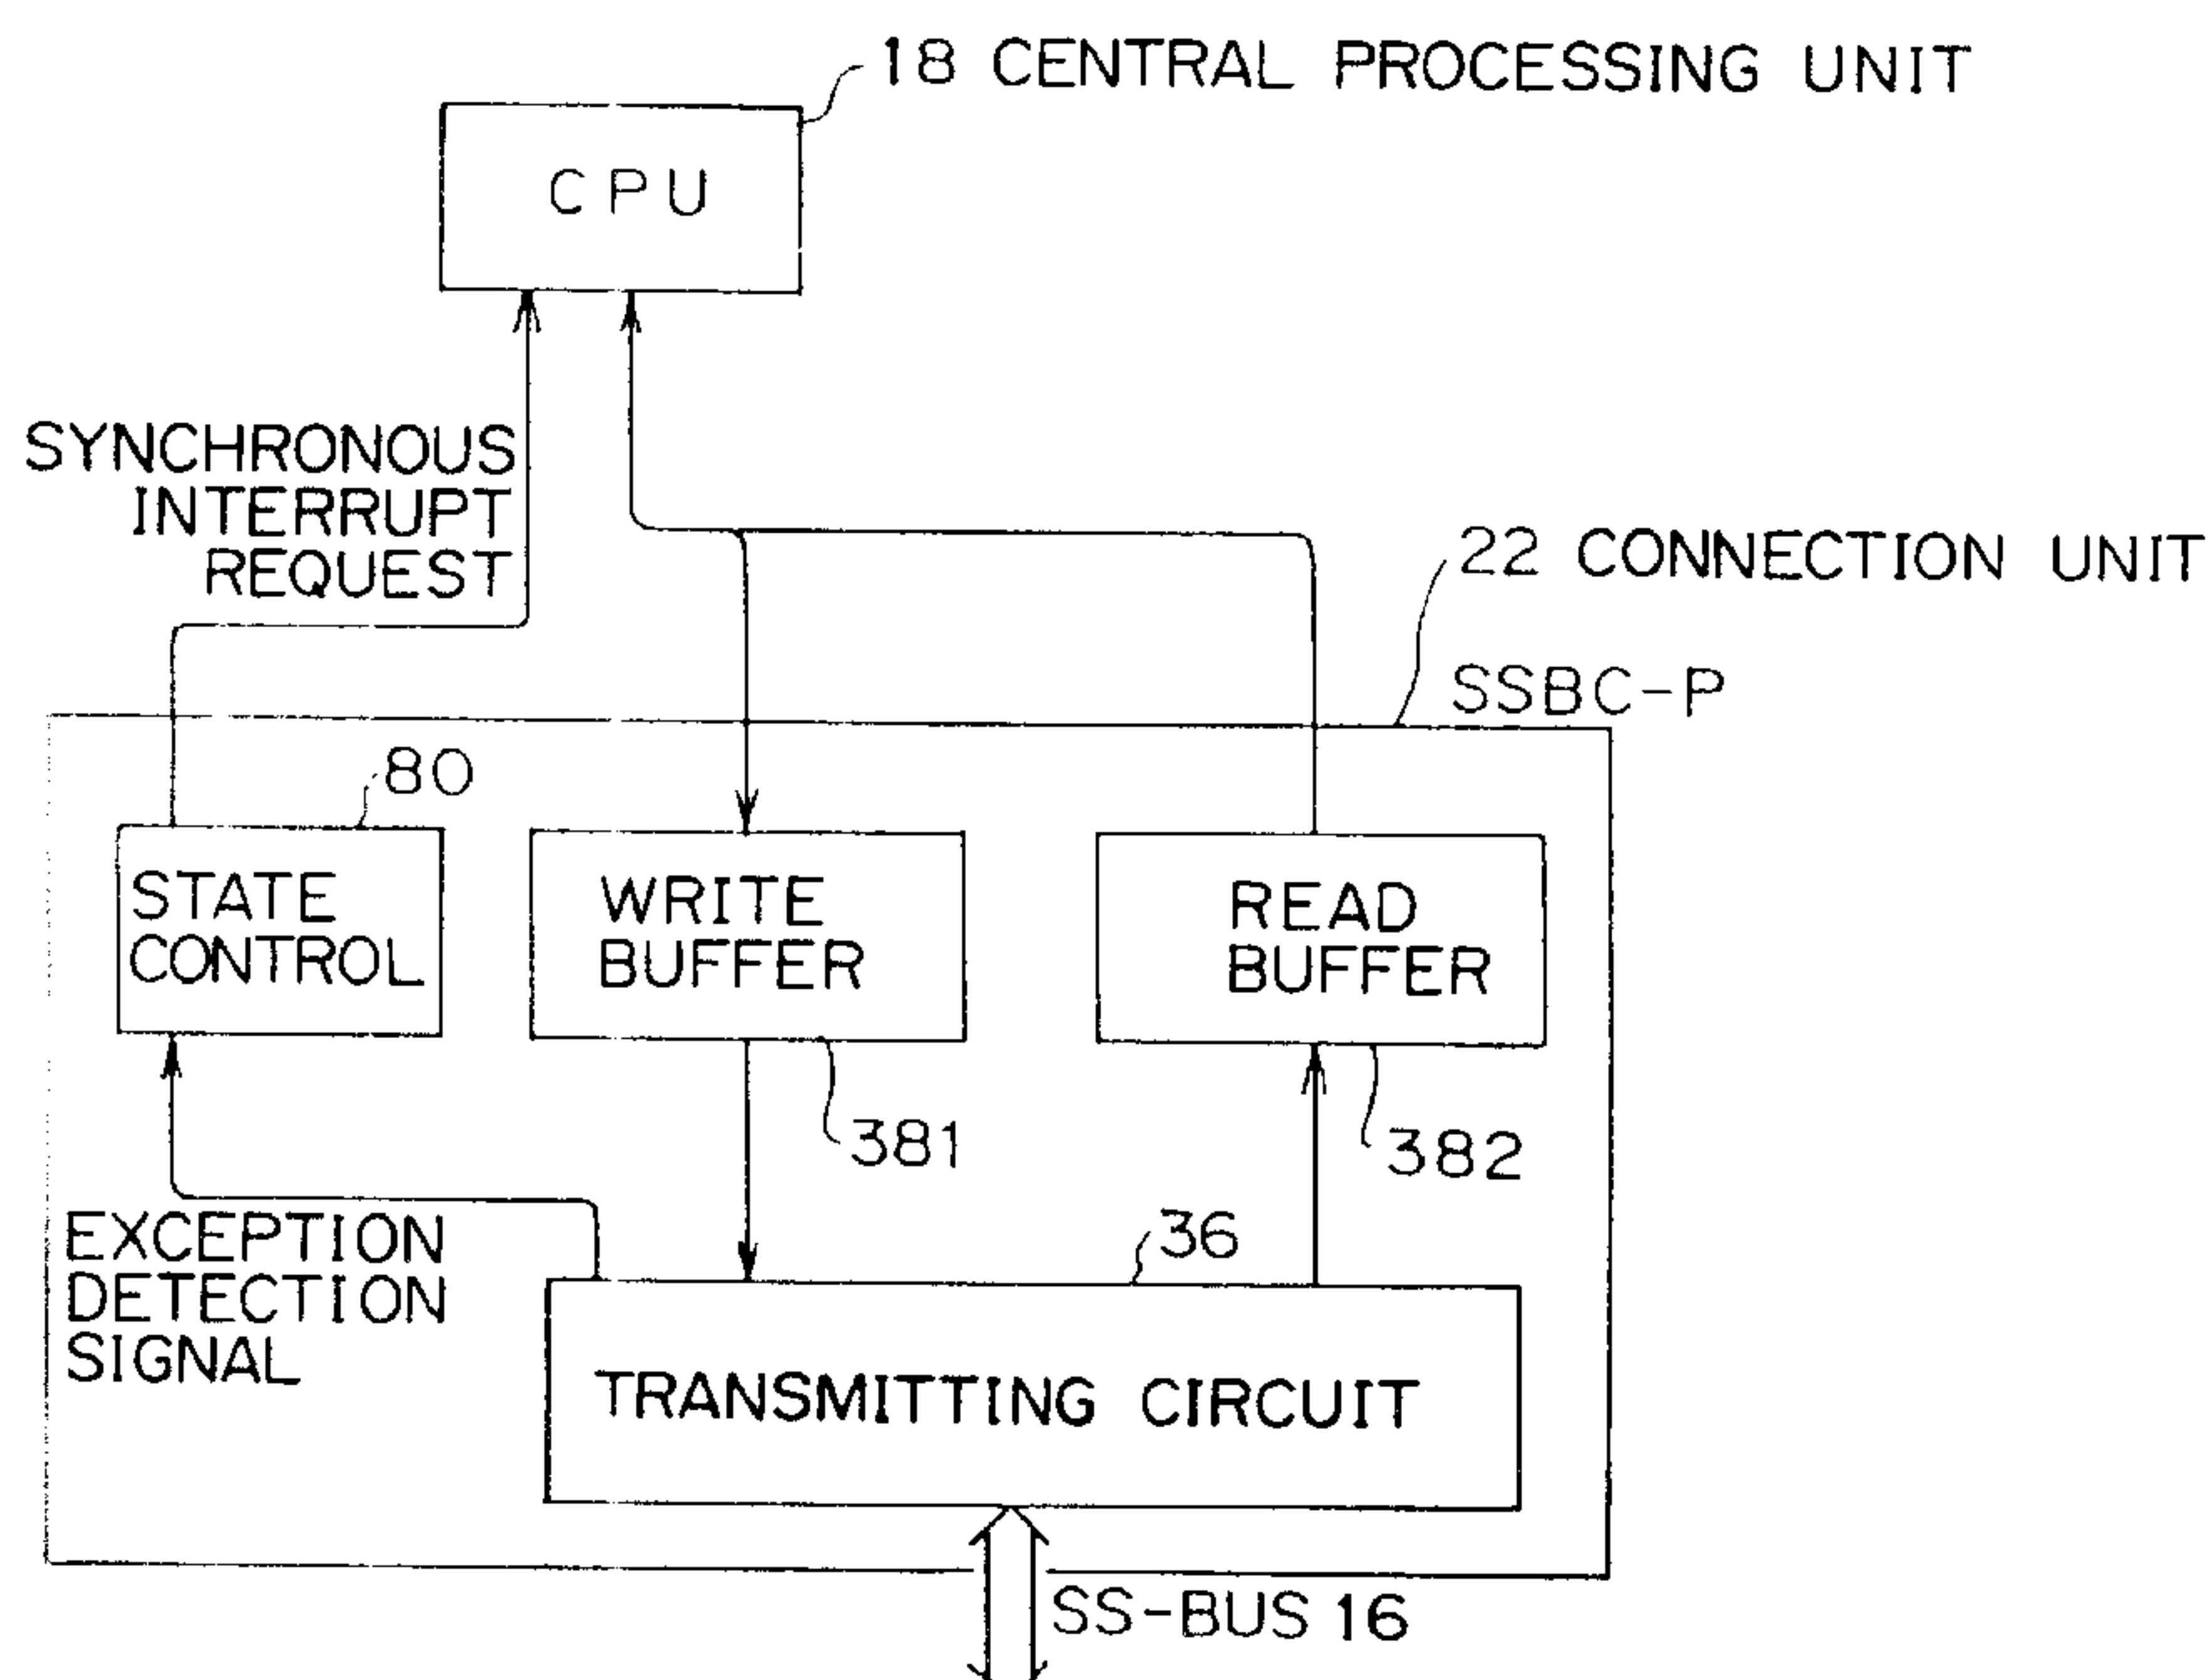 18 CENTRAL PROCESSING UNIT
CPU
SYNCHRONOUS
INTERRUPT
REQUEST
22 CONNECTION UNIT
SSBC-P
80
STATE
CONTROL
WRITE
BUFFER
READ
BUFFER
381
382
EXCEPTION
DETECTION
SIGNAL
36
TRANSMITTING CIRCUIT
SS-BUS 16